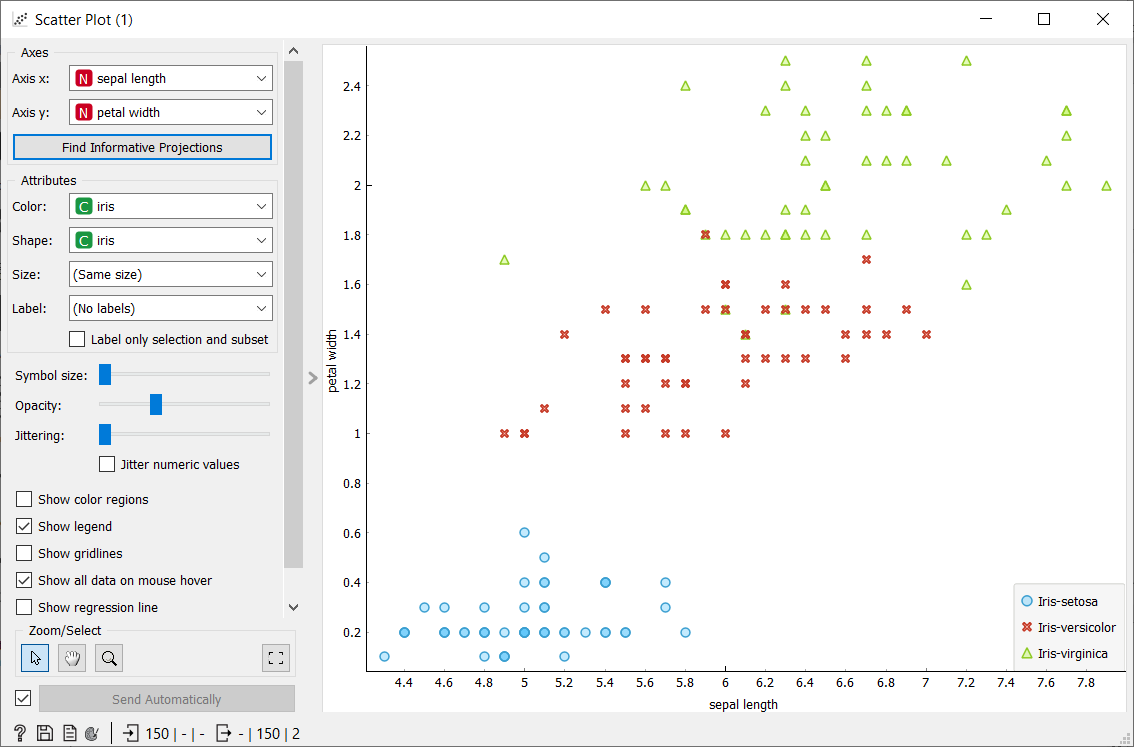 Scatter Plot (1)
Axes
Axis x: N sepal length
Axis y: N petal width
Find Informative Projections
Attributes
Color: C iris
Shape: C iris
Size: (Same size)
Label: (No labels)
Label only selection and subset
Symbol size:
Opacity:
Jittering:
Jitter numeric values
Show color regions
Show legend
Show gridlines
Show all data on mouse hover
Show regression line
Zoom/Select
Send Automatically
? 150 | - | - - | 150 | 2
petal width
2.4
2.2
2
1.8
1.6
1.4
1.2
1
0.8
0.6
0.4
0.2
4.4 4.6 4.8 5 5.2 5.4 5.6 5.8 6 6.2 6.4 6.6 6.8 7 7.2 7.4 7.6 7.8
sepal length
Iris-setosa
Iris-versicolor
Iris-virginica